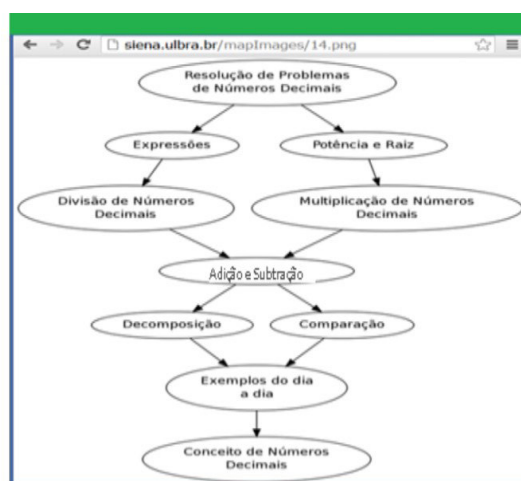 siena.ulbra.br/mapImages/14.png
Resolução de Problemas
de Números Decimais
Expressões
Potência e Raiz
Divisão de Números
Decimais
Multiplicação de Números
Decimais
Adição e Subtração
Decomposição
Comparação
Exemplos do dia
a dia
Conceito de Números
Decimais